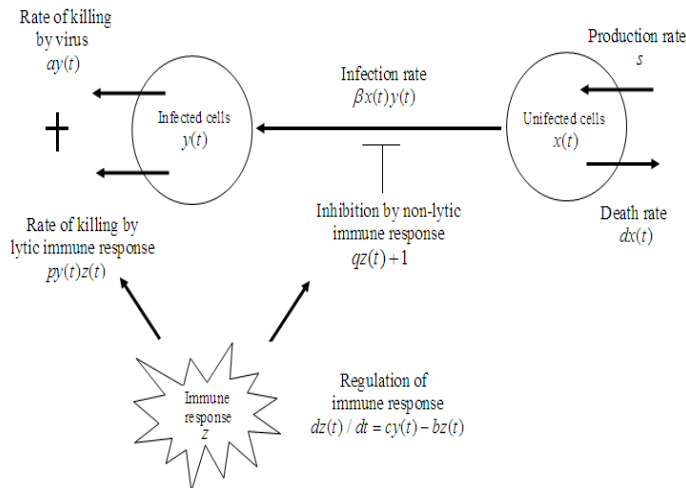 Rate of killing
by virus
ay(t)
+
Infected cells
y(t)
Infection rate
βx(t)y(t)
Production rate
s
Unifected cells
x(t)
Death rate
dx(t)
Rate of killing by
lytic immune response
py(t)z(t)
Inhibition by non-lytic
immune response
qz(t)+1
Immune
response
z
Regulation of
immune response
dz(t) / dt = cy(t) – bz(t)